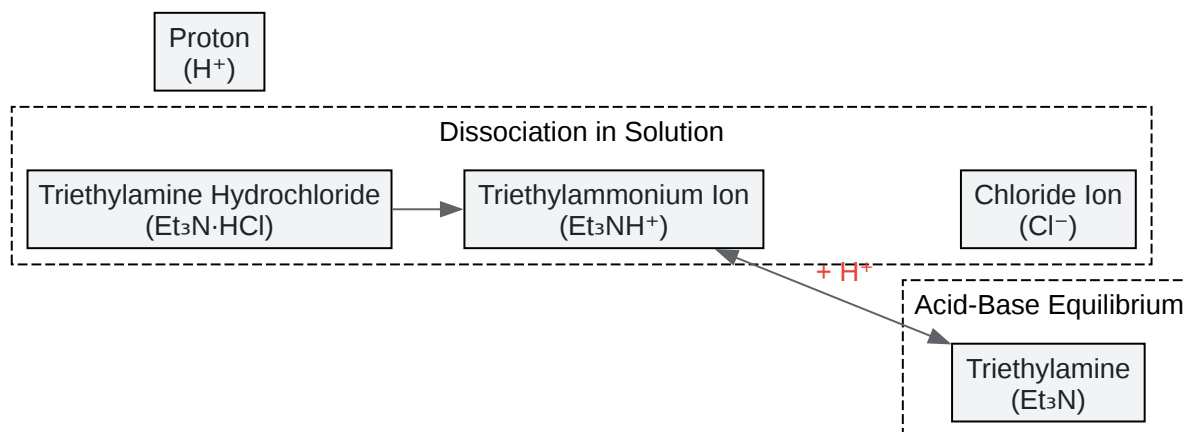 Proton
(H⁺)
Dissociation in Solution
Triethylamine Hydrochloride
(Et₃N·HCl)
Triethylammonium Ion
(Et₃NH⁺)
Chloride Ion
(Cl⁻)
+ H⁺
Acid-Base Equilibrium
Triethylamine
(Et₃N)